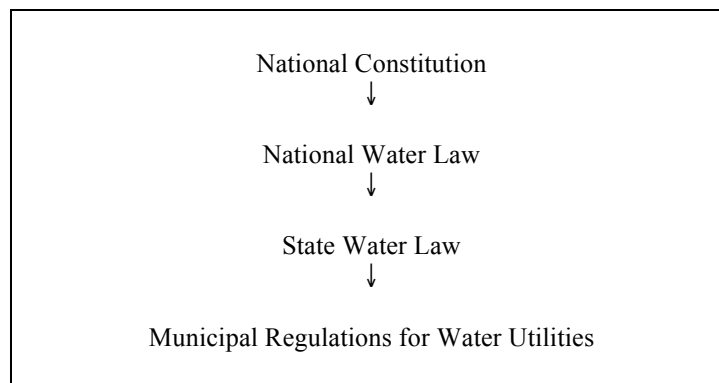 National Constitution
↓
National Water Law
↓
State Water Law
↓
Municipal Regulations for Water Utilities